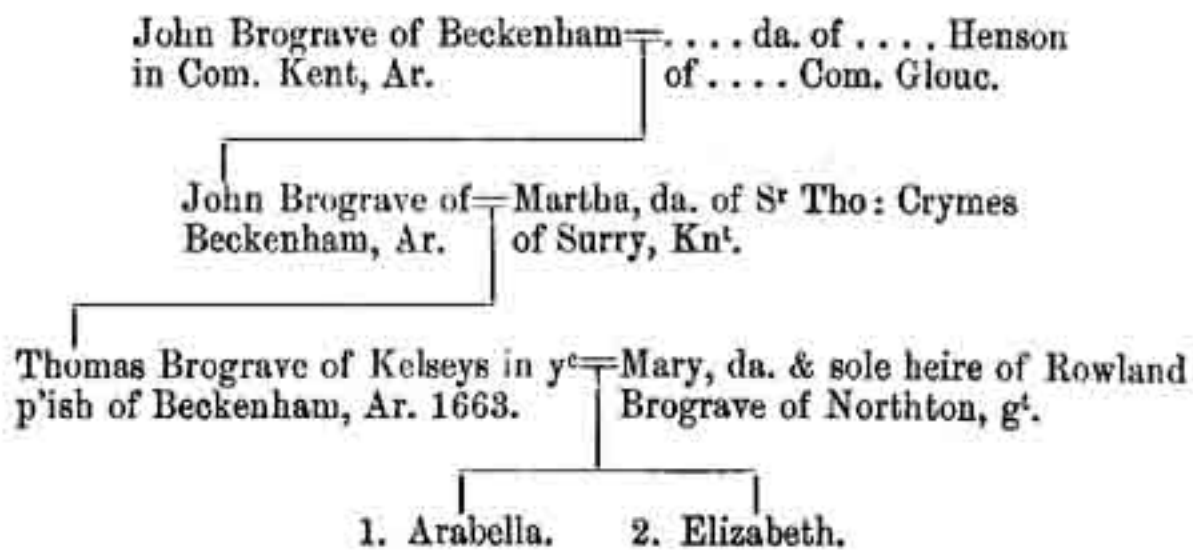 John Brograve of Beckenham=. . . . da. of . . . . Henson
in Com. Kent, Ar. of . . . . Com. Glouc.
John Brograve of=Martha, da. of Sʳ Tho: Crymes
Beckenham, Ar. of Surry, Knᵗ.
Thomas Brograve of Kelseys in yᵉ=Mary, da. & sole heire of Rowland
p'ish of Beckenham, Ar. 1663. Brograve of Northton, gᵗ.
1. Arabella. 2. Elizabeth.